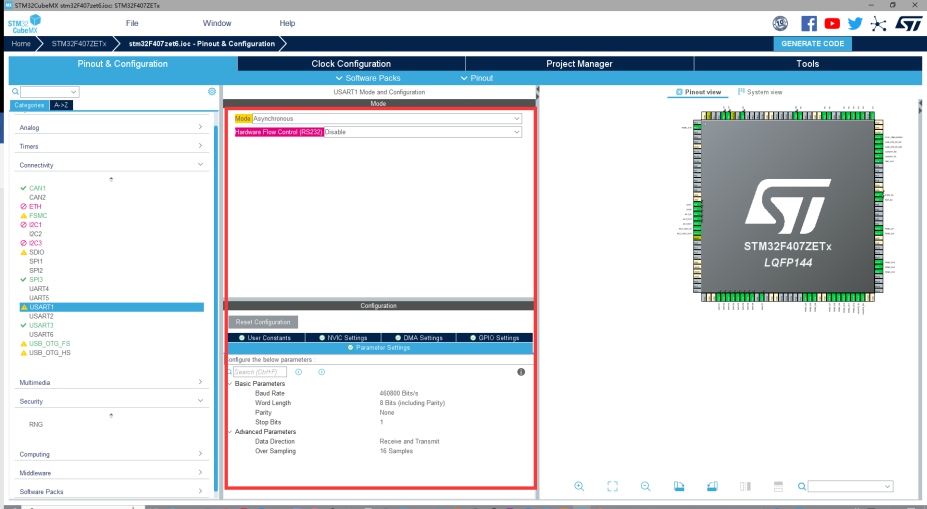 STM32CubeMX stm32F407zet6.ioc: STM32F407ZETx
STM32
CubeMX
File
Window
Help
Home
STM32F407ZETx
stm32F407zet6.ioc - Pinout & Configuration
GENERATE CODE
Pinout & Configuration
Clock Configuration
Project Manager
Tools
Software Packs
Pinout
Categories
A->Z
Analog
Timers
Connectivity
CAN1
CAN2
ETH
FSMC
I2C1
I2C2
I2C3
SDIO
SPI1
SPI2
SPI3
UART4
UART5
USART1
USART2
USART3
USART6
USB_OTG_FS
USB_OTG_HS
Multimedia
Security
RNG
Computing
Middleware
Software Packs
USART1 Mode and Configuration
Mode
Mode Asynchronous
Hardware Flow Control (RS232) Disable
Configuration
Reset Configuration
User Constants
NVIC Settings
DMA Settings
GPIO Settings
Parameter Settings
Configure the below parameters :
Search (Ctrl+F)
Basic Parameters
Baud Rate 460800 Bits/s
Word Length 8 Bits (including Parity)
Parity None
Stop Bits 1
Advanced Parameters
Data Direction Receive and Transmit
Over Sampling 16 Samples
Pinout view
System view
STM32F407ZETx
LQFP144